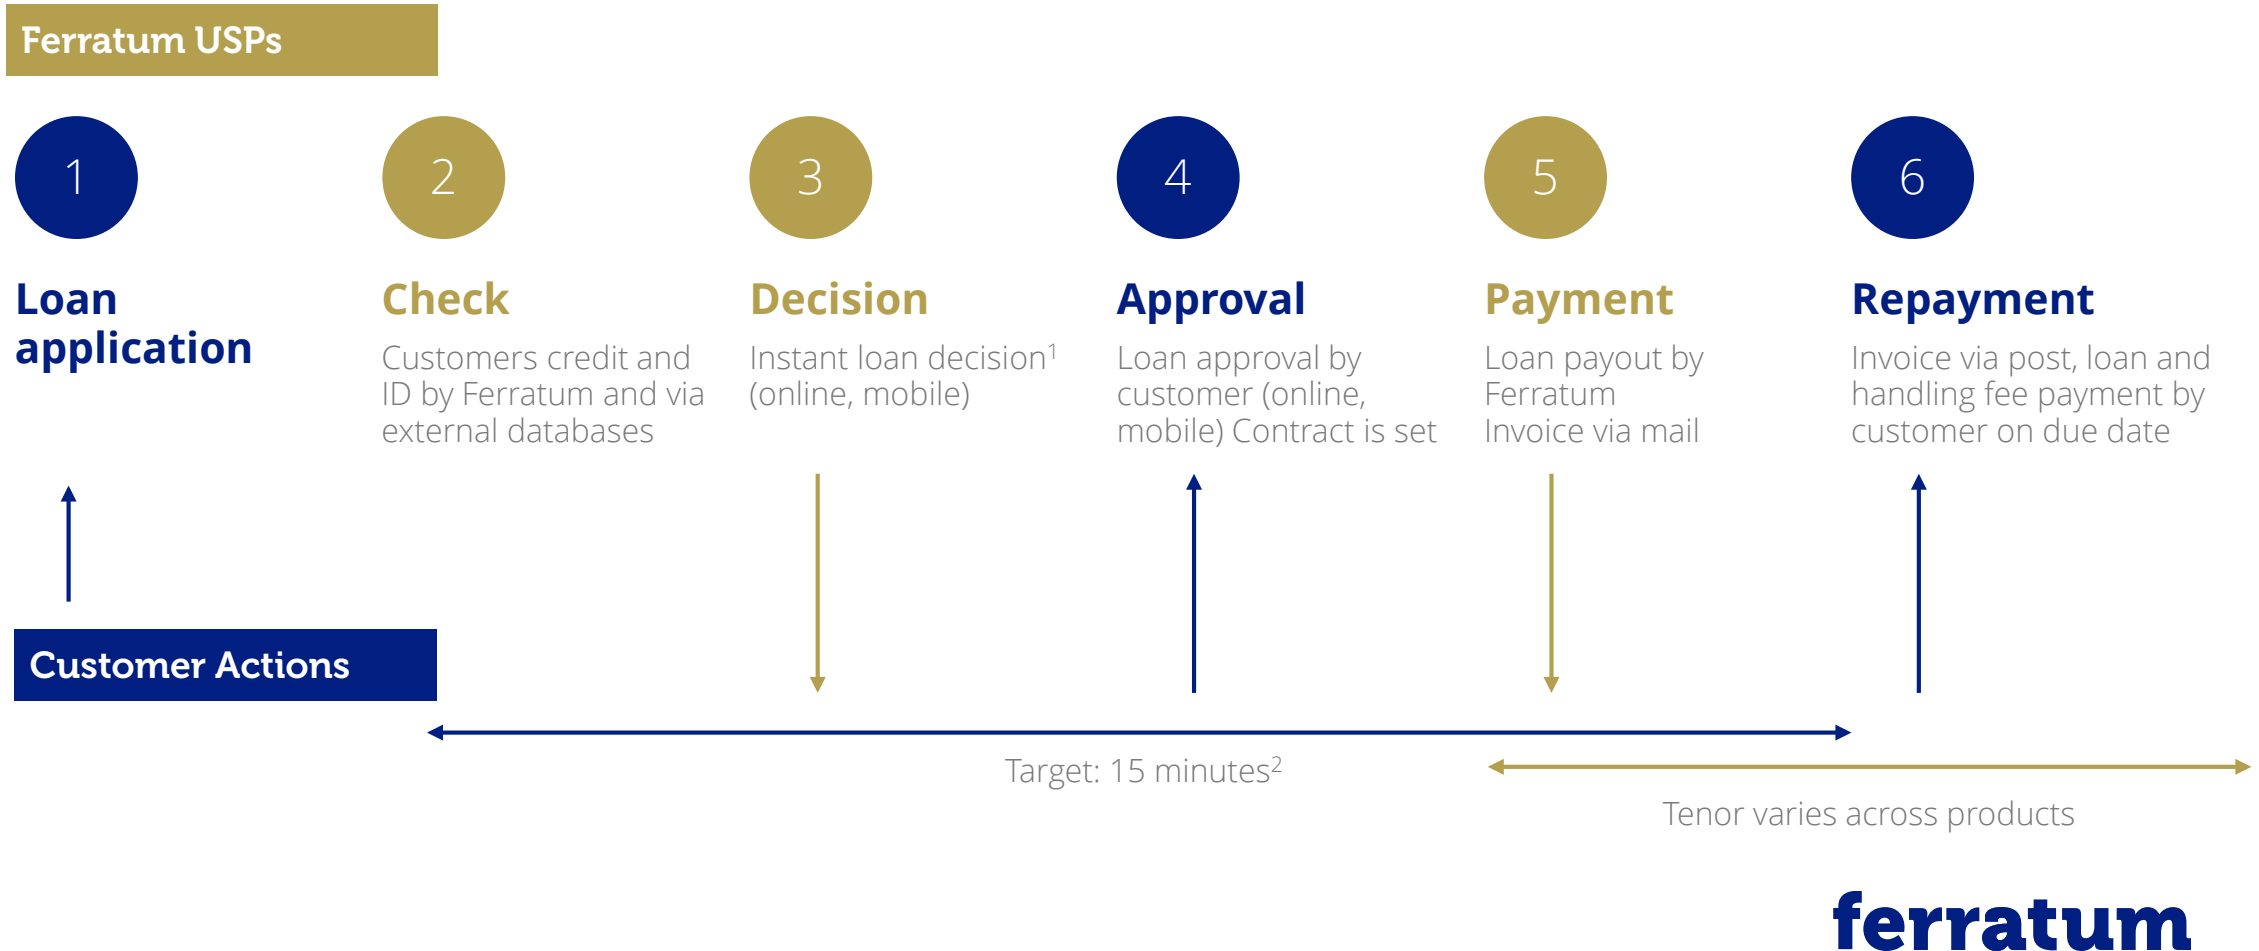 Ferratum USPs
1
2
3
4
5
6
Loan
application
Check
Customers credit and
ID by Ferratum and via
external databases
Decision
Instant loan decision¹
(online, mobile)
Approval
Loan approval by
customer (online,
mobile) Contract is set
Payment
Loan payout by
Ferratum
Invoice via mail
Repayment
Invoice via post, loan and
handling fee payment by
customer on due date
Customer Actions
Target: 15 minutes²
Tenor varies across products
ferratum